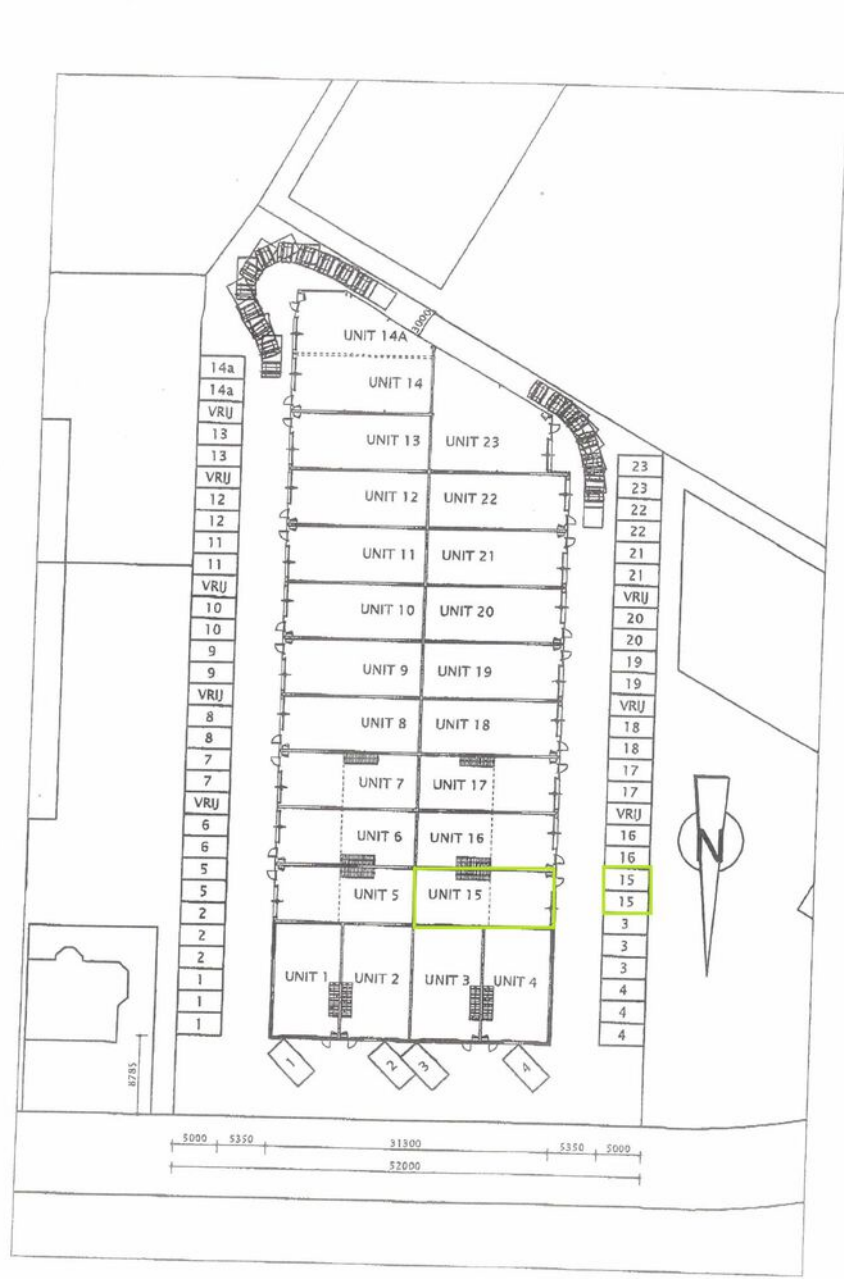 3000
UNIT 14A
UNIT 14
UNIT 13
UNIT 23
UNIT 12
UNIT 22
UNIT 11
UNIT 21
UNIT 10
UNIT 20
UNIT 9
UNIT 19
UNIT 8
UNIT 18
UNIT 7
UNIT 17
UNIT 6
UNIT 16
UNIT 5
UNIT 15
UNIT 1
UNIT 2
UNIT 3
UNIT 4
1
2
3
4
14a
14a
VRIJ
13
13
VRIJ
12
12
11
11
VRIJ
10
10
9
9
VRIJ
8
8
7
7
VRIJ
6
6
5
5
2
2
2
1
1
1
23
23
22
22
21
21
VRIJ
20
20
19
19
VRIJ
18
18
17
17
VRIJ
16
16
15
15
3
3
3
4
4
4
N
8785
5000 5350 31300 5350 5000
52000